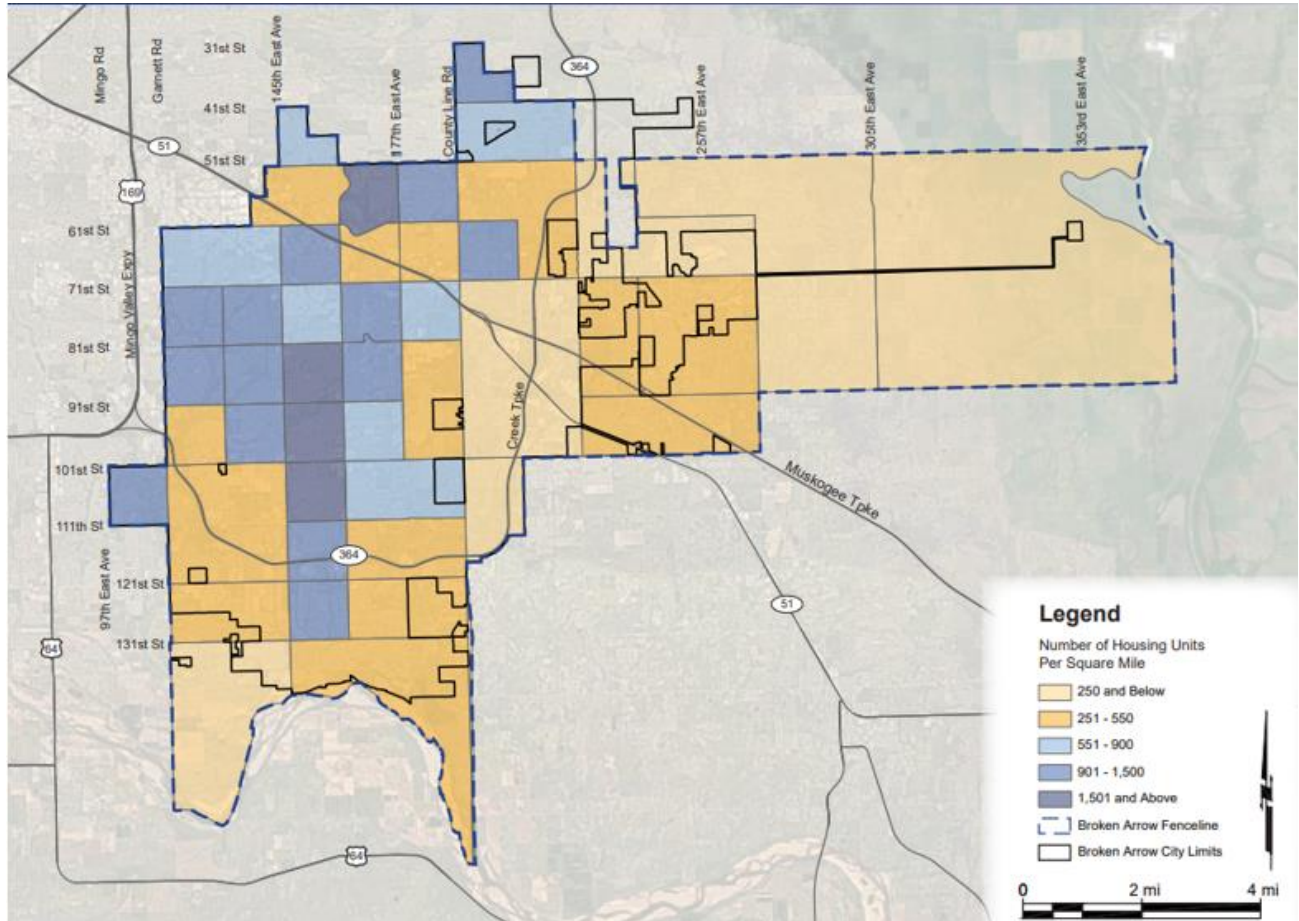 Mingo Rd
Garnett Rd
145th East Ave
177th East Ave
County Line Rd
257th East Ave
305th East Ave
353rd East Ave
31st St
41st St
51st St
61st St
71st St
81st St
91st St
101st St
111th St
121st St
131st St
364
51
169
Mingo Valley Expy
Creek Tpke
Muskogee Tpke
97th East Ave
364
51
64
64
Legend
Number of Housing Units
Per Square Mile
250 and Below
251 - 550
551 - 900
901 - 1,500
1,501 and Above
Broken Arrow Fenceline
Broken Arrow City Limits
0 2 mi 4 mi